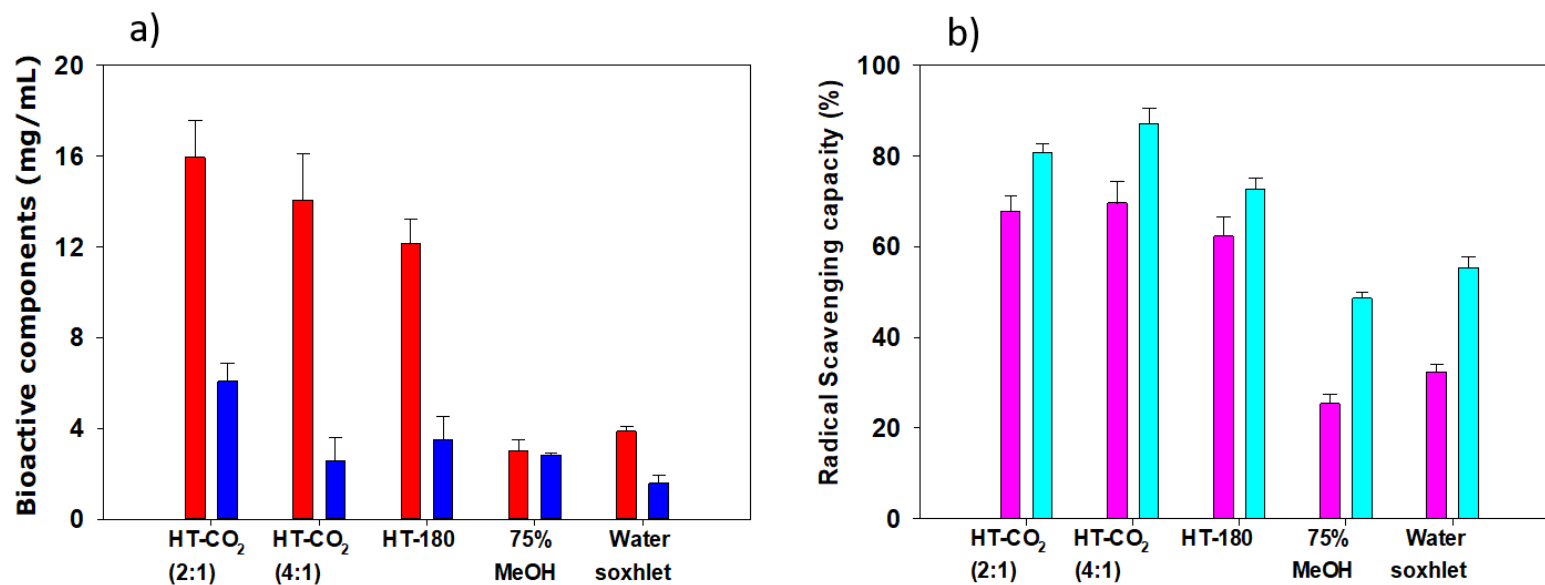 a)
Bioactive components (mg/mL)
20
16
12
8
4
0
HT-CO₂ HT-CO₂ HT-180 75% Water
(2:1) (4:1) MeOH soxhlet
b)
Radical Scavenging capacity (%)
100
80
60
40
20
0
HT-CO₂ HT-CO₂ HT-180 75% Water
(2:1) (4:1) MeOH soxhlet